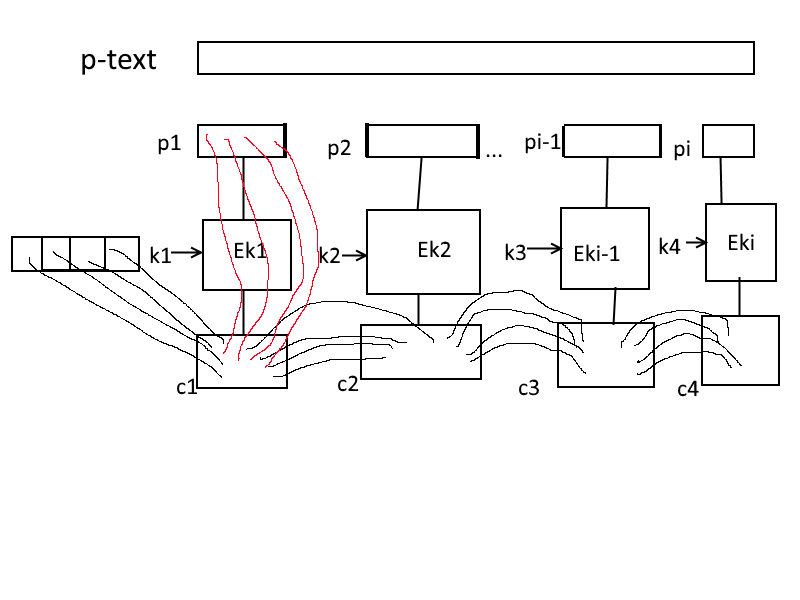 p-text
p1
p2
...
pi-1
pi
k1
Ek1
k2
Ek2
k3
Eki-1
k4
Eki
c1
c2
c3
c4